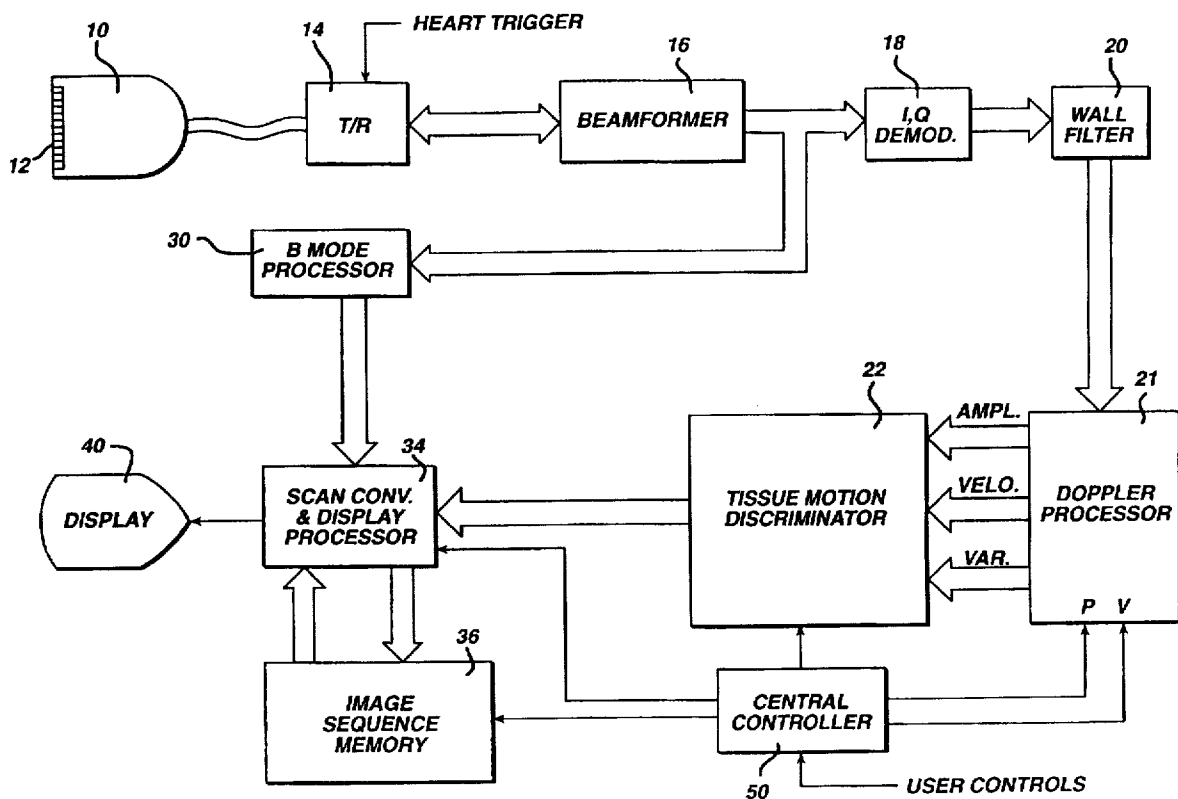 HEART TRIGGER
10
14
16
18
20
T/R
BEAMFORMER
I,Q
DEMOD.
WALL
FILTER
12
30
B MODE
PROCESSOR
22
21
AMPL.
40
34
DISPLAY
SCAN CONV.
& DISPLAY
PROCESSOR
TISSUE MOTION
DISCRIMINATOR
VELO.
DOPPLER
PROCESSOR
VAR.
P V
36
IMAGE
SEQUENCE
MEMORY
CENTRAL
CONTROLLER
50
USER CONTROLS